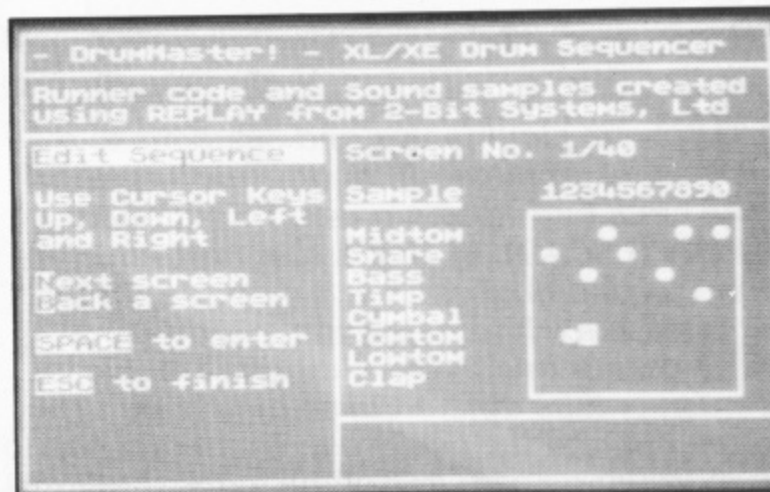 - DrumMaster! - XL/XE Drum Sequencer
Runner code and Sound samples created
using REPLAY from 2-Bit Systems, Ltd
Edit Sequence
Use Cursor Keys
Up, Down, Left
and Right
Next screen
Back a screen
SPACE to enter
ESC to finish
Screen No. 1/40
Sample 1234567890
Midtom
Snare
Bass
Timp
Cymbal
Tomtom
Lowtom
Clap